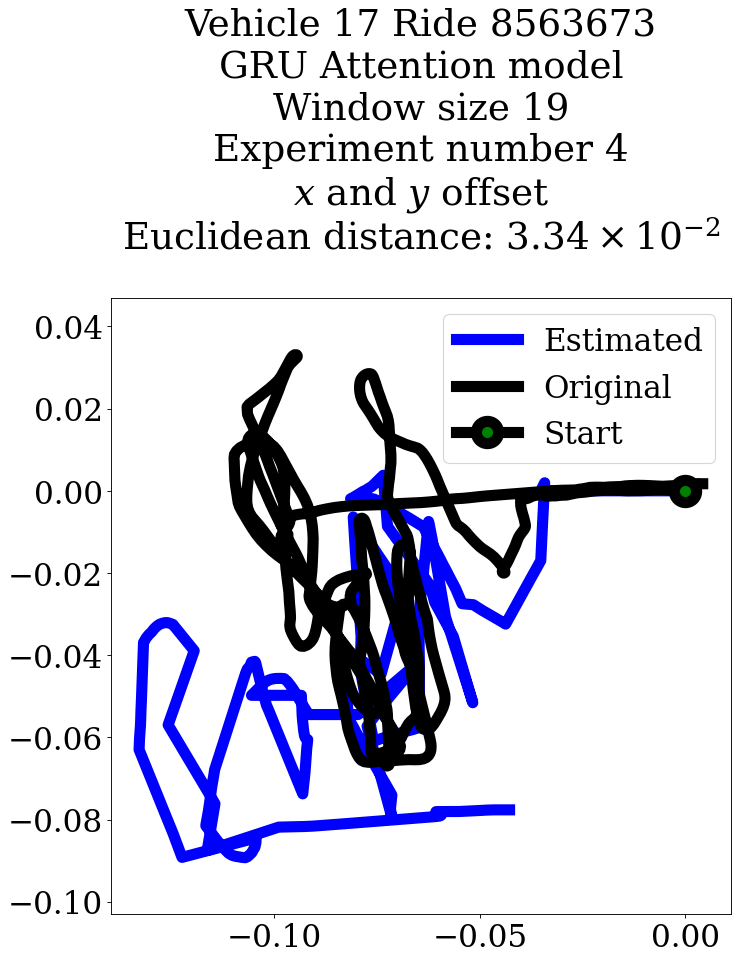 Vehicle 17 Ride 8563673
GRU Attention model
Window size 19
Experiment number 4
x and y offset
Euclidean distance: 3.34 × 10⁻²
Estimated
Original
Start
0.04
0.02
0.00
−0.02
−0.04
−0.06
−0.08
−0.10
−0.10
−0.05
0.00